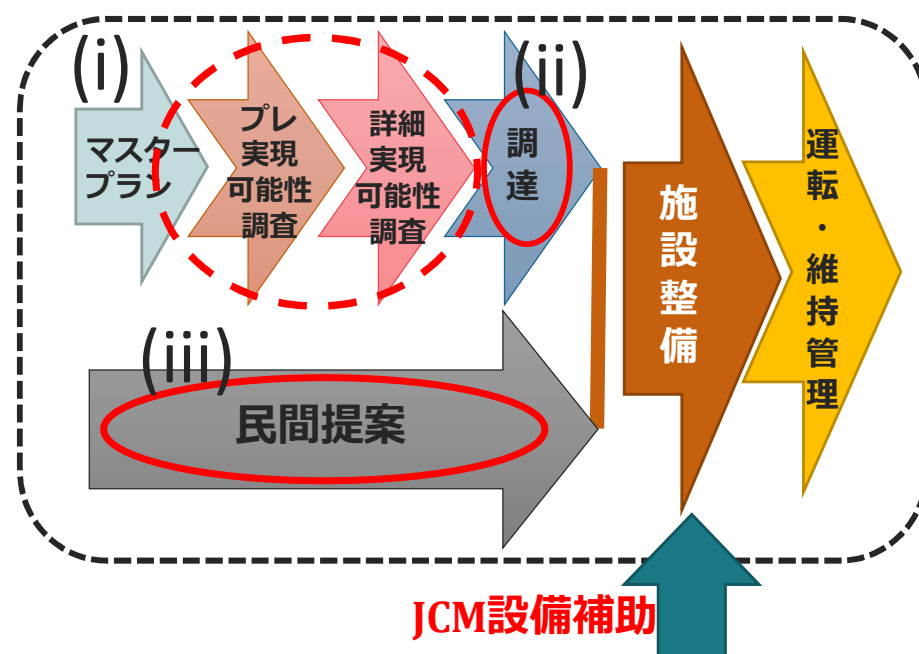 (i)
マスター
プラン
プレ
実現
可能性
調査
詳細
実現
可能性
調査
(ii)
調
達
(iii)
民間提案
施
設
整
備
運
転
・
維
持
管
理
JCM設備補助